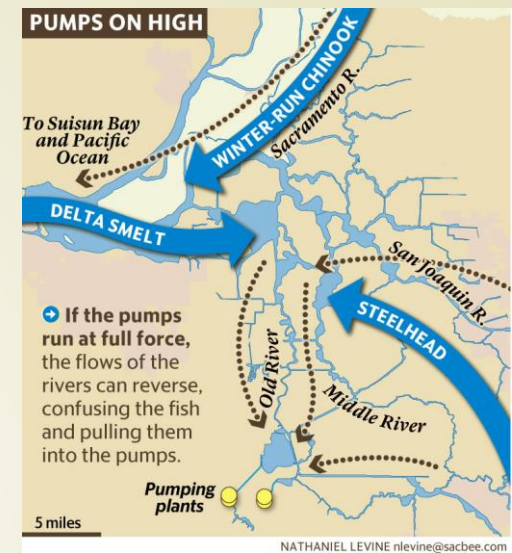 PUMPS ON HIGH
To Suisun Bay
and Pacific
Ocean
WINTER-RUN CHINOOK
Sacramento R.
DELTA SMELT
San Joaquin R.
STEELHEAD
If the pumps
run at full force,
the flows of the
rivers can reverse,
confusing the fish
and pulling them
into the pumps.
Old River
Middle River
Pumping
plants
5 miles
NATHANIEL LEVINE nlevine@sacbee.com